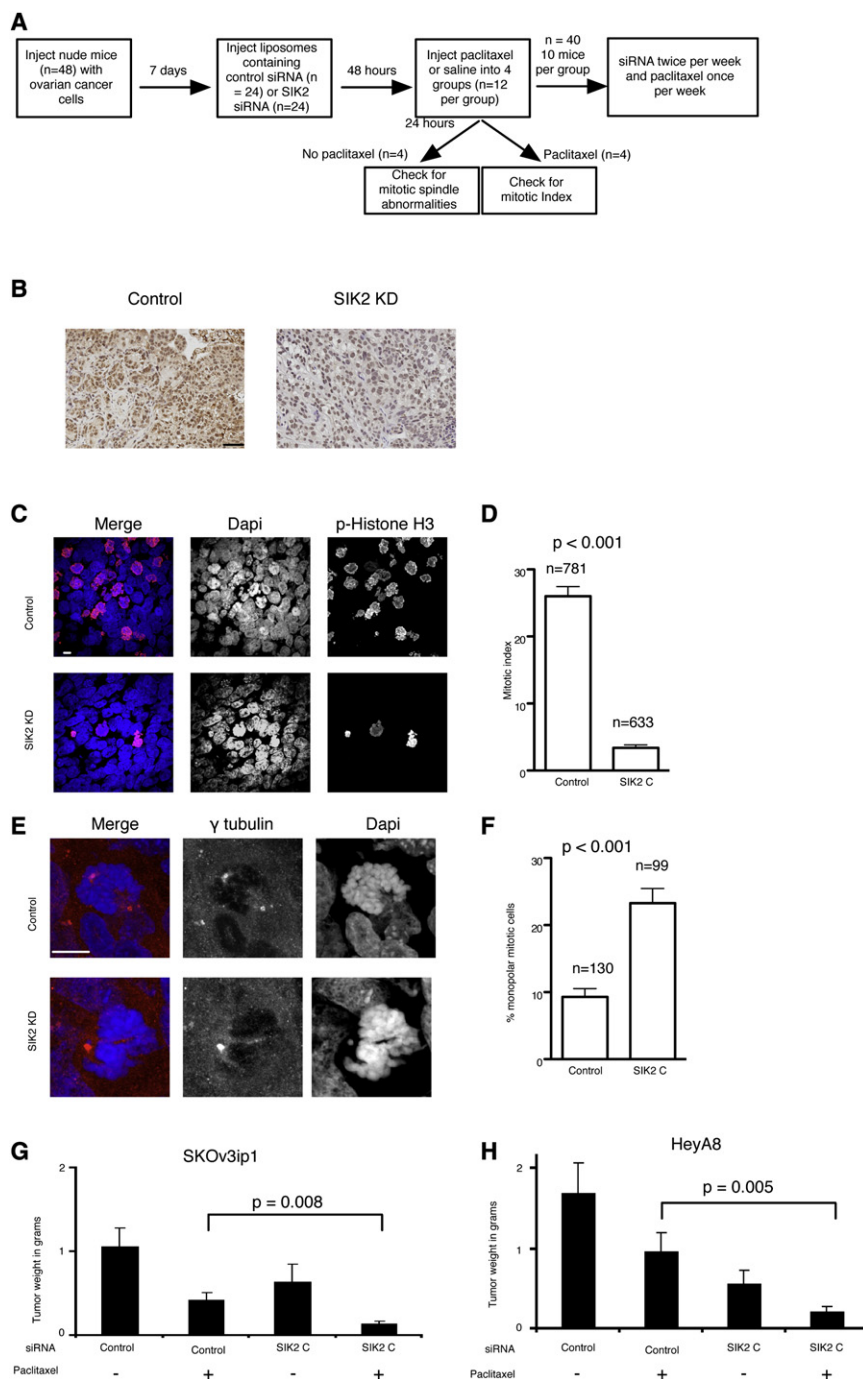 A
Inject nude mice
(n=48) with
ovarian cancer
cells
7 days
Inject liposomes
containing
control siRNA (n
= 24) or SIK2
siRNA (n=24)
48 hours
Inject paclitaxel
or saline into 4
groups (n=12
per group)
n = 40
10 mice
per group
siRNA twice per week
and paclitaxel once
per week
24 hours
No paclitaxel (n=4)
Paclitaxel (n=4)
Check for
mitotic spindle
abnormalities
Check for
mitotic Index
B
Control
SIK2 KD
C
Merge
Dapi
p-Histone H3
Control
SIK2 KD
D
p < 0.001
n=781
n=633
Mitotic index
30
20
10
0
Control
SIK2 C
E
Merge
γ tubulin
Dapi
Control
SIK2 KD
F
p < 0.001
n=99
n=130
% monopolar mitotic cells
30
20
10
0
Control
SIK2 C
G
SKOv3ip1
p = 0.008
Tumor weight in grams
2
1
0
siRNA
Control
Control
SIK2 C
SIK2 C
Paclitaxel
-
+
-
+
H
HeyA8
p = 0.005
Tumor weight in grams
2
1
0
siRNA
Control
Control
SIK2 C
SIK2 C
Paclitaxel
-
+
-
+